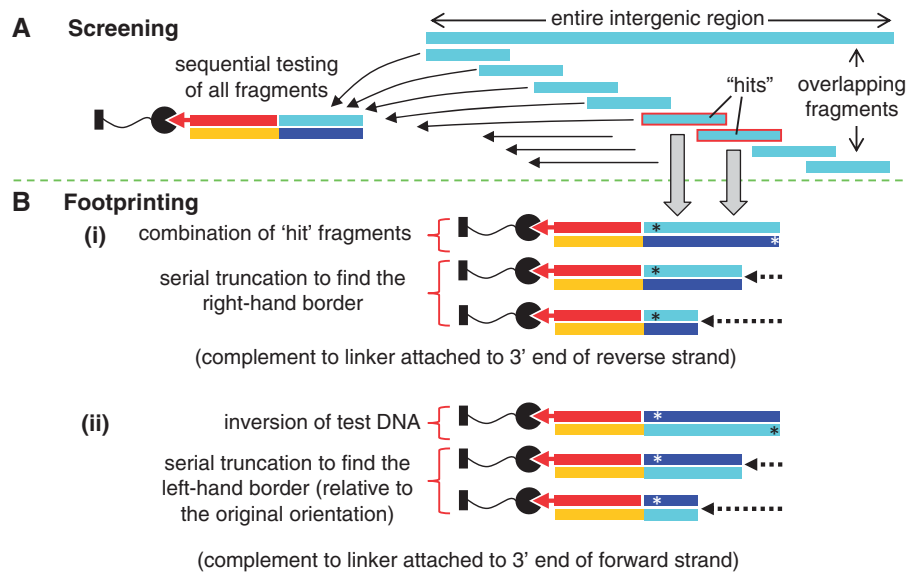 A Screening
entire intergenic region
sequential testing
of all fragments
“hits”
overlapping
fragments
B Footprinting
(i) combination of ‘hit’ fragments
* *
serial truncation to find the
right-hand border
*
*
(complement to linker attached to 3’ end of reverse strand)
(ii) inversion of test DNA
* *
serial truncation to find the
left-hand border (relative to
the original orientation)
*
*
(complement to linker attached to 3’ end of forward strand)